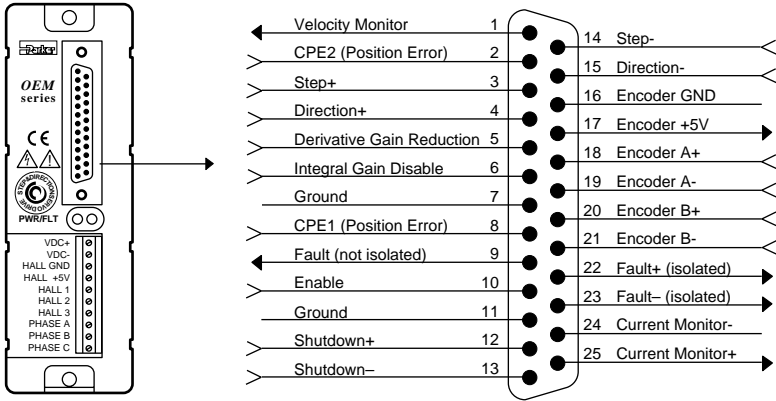 Parker
OEM
series
CE
STEP&DIRECTION SERVO DRIVE
PWR/FLT
VDC+
VDC-
HALL GND
HALL +5V
HALL 1
HALL 2
HALL 3
PHASE A
PHASE B
PHASE C
Velocity Monitor 1
CPE2 (Position Error) 2
Step+ 3
Direction+ 4
Derivative Gain Reduction 5
Integral Gain Disable 6
Ground 7
CPE1 (Position Error) 8
Fault (not isolated) 9
Enable 10
Ground 11
Shutdown+ 12
Shutdown– 13
14 Step-
15 Direction-
16 Encoder GND
17 Encoder +5V
18 Encoder A+
19 Encoder A-
20 Encoder B+
21 Encoder B-
22 Fault+ (isolated)
23 Fault– (isolated)
24 Current Monitor-
25 Current Monitor+